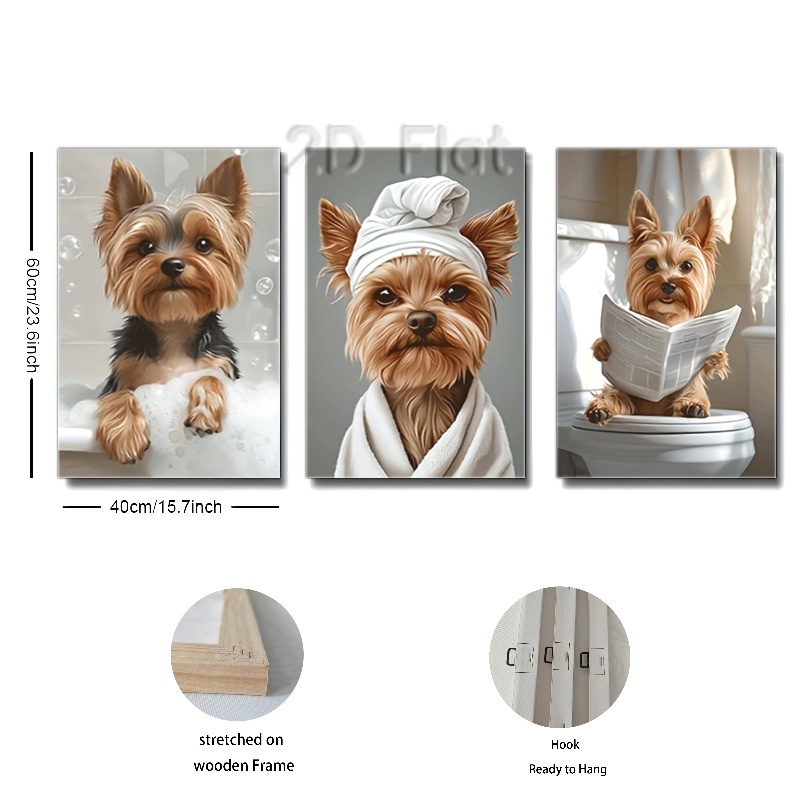 2D Flat
60cm/23.6inch
40cm/15.7inch
stretched on
wooden Frame
Hook
Ready to Hang